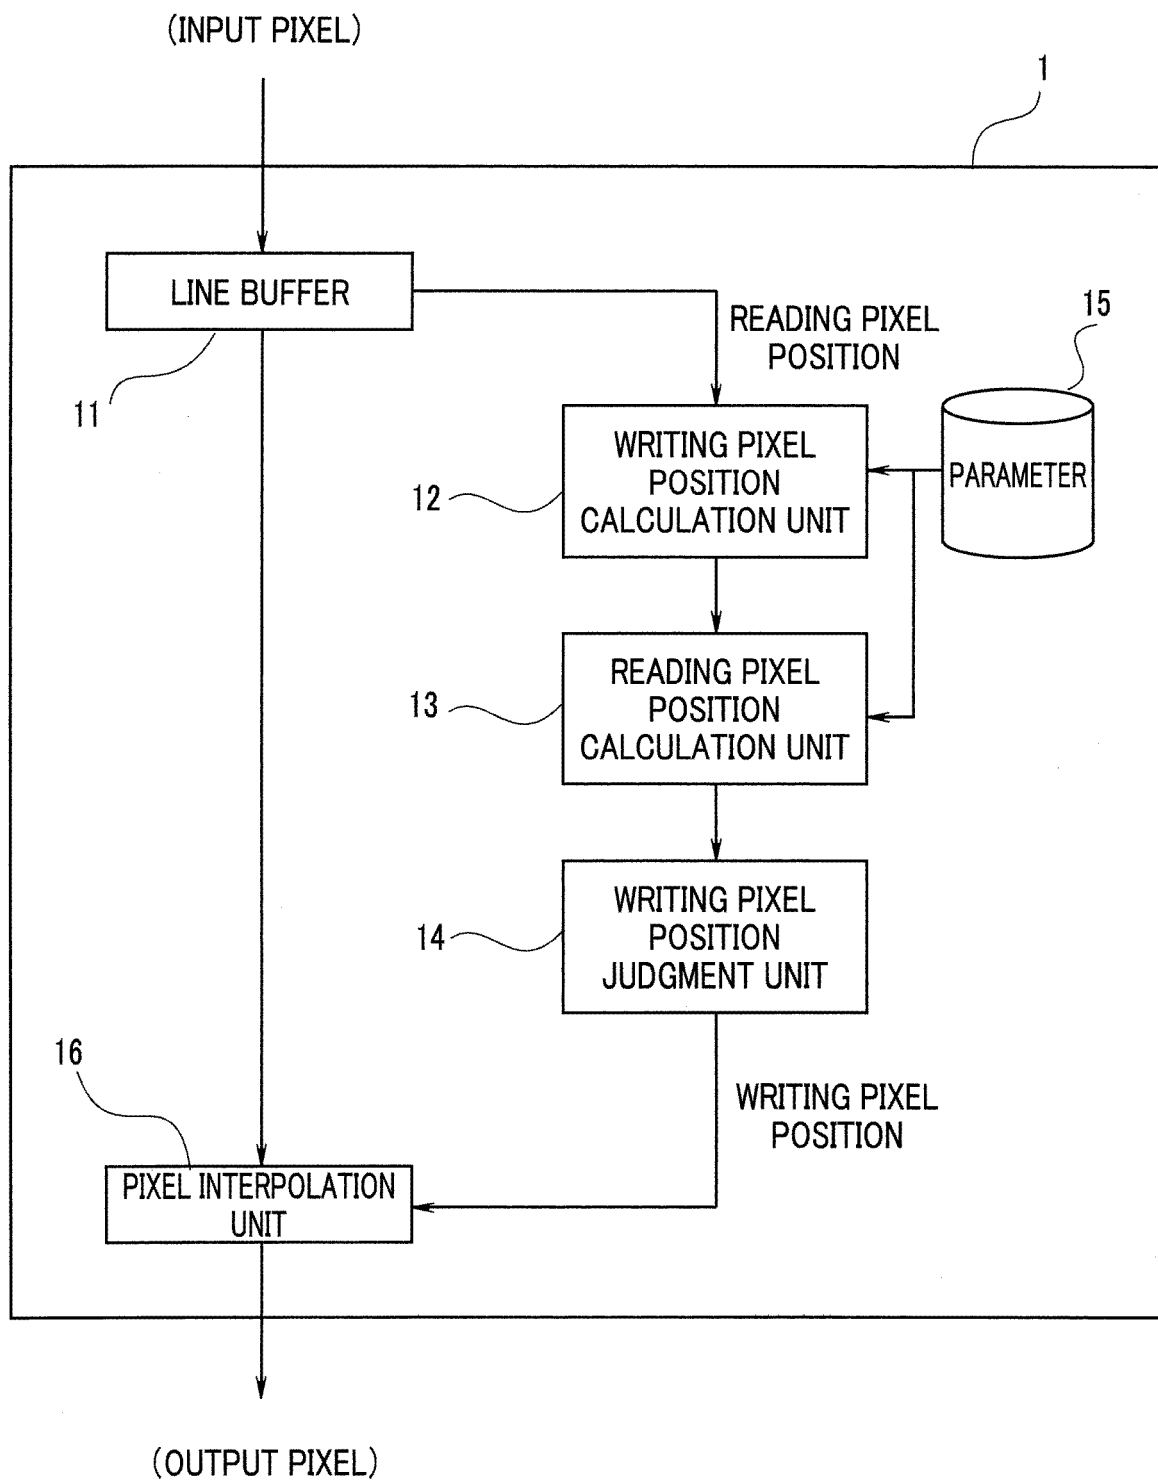 (INPUT PIXEL)
1
LINE BUFFER
11
READING PIXEL
POSITION
15
PARAMETER
WRITING PIXEL
POSITION
CALCULATION UNIT
12
READING PIXEL
POSITION
CALCULATION UNIT
13
WRITING PIXEL
POSITION
JUDGMENT UNIT
14
WRITING PIXEL
POSITION
16
PIXEL INTERPOLATION
UNIT
(OUTPUT PIXEL)